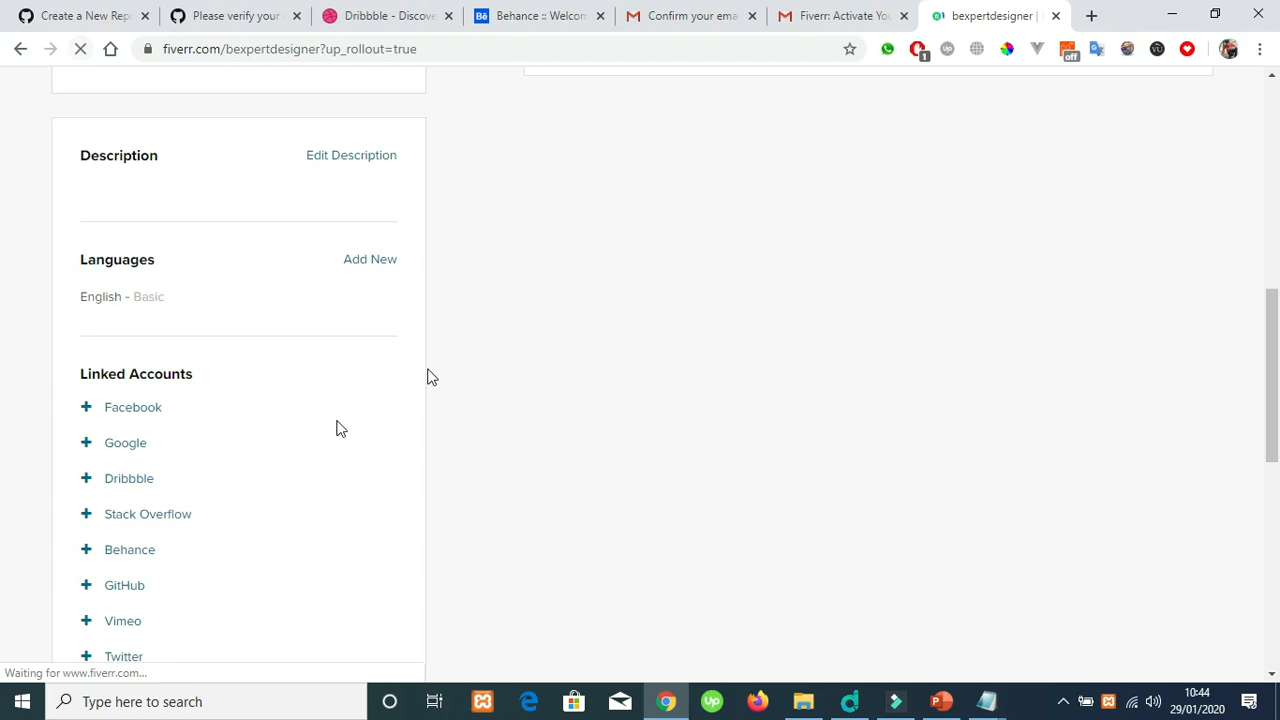 Create a New Rep
Please verify your
Dribbble - Discove
Behance :: Welcom
Confirm your ema
Fiverr: Activate Yo
bexpertdesigner |
fiverr.com/bexpertdesigner?up_rollout=true
1
off
Description
Edit Description
Languages
Add New
English - Basic
Linked Accounts
Facebook
Google
Dribbble
Stack Overflow
Behance
GitHub
Vimeo
Twitter
Waiting for www.fiverr.com...
Type here to search
10:44
29/01/2020